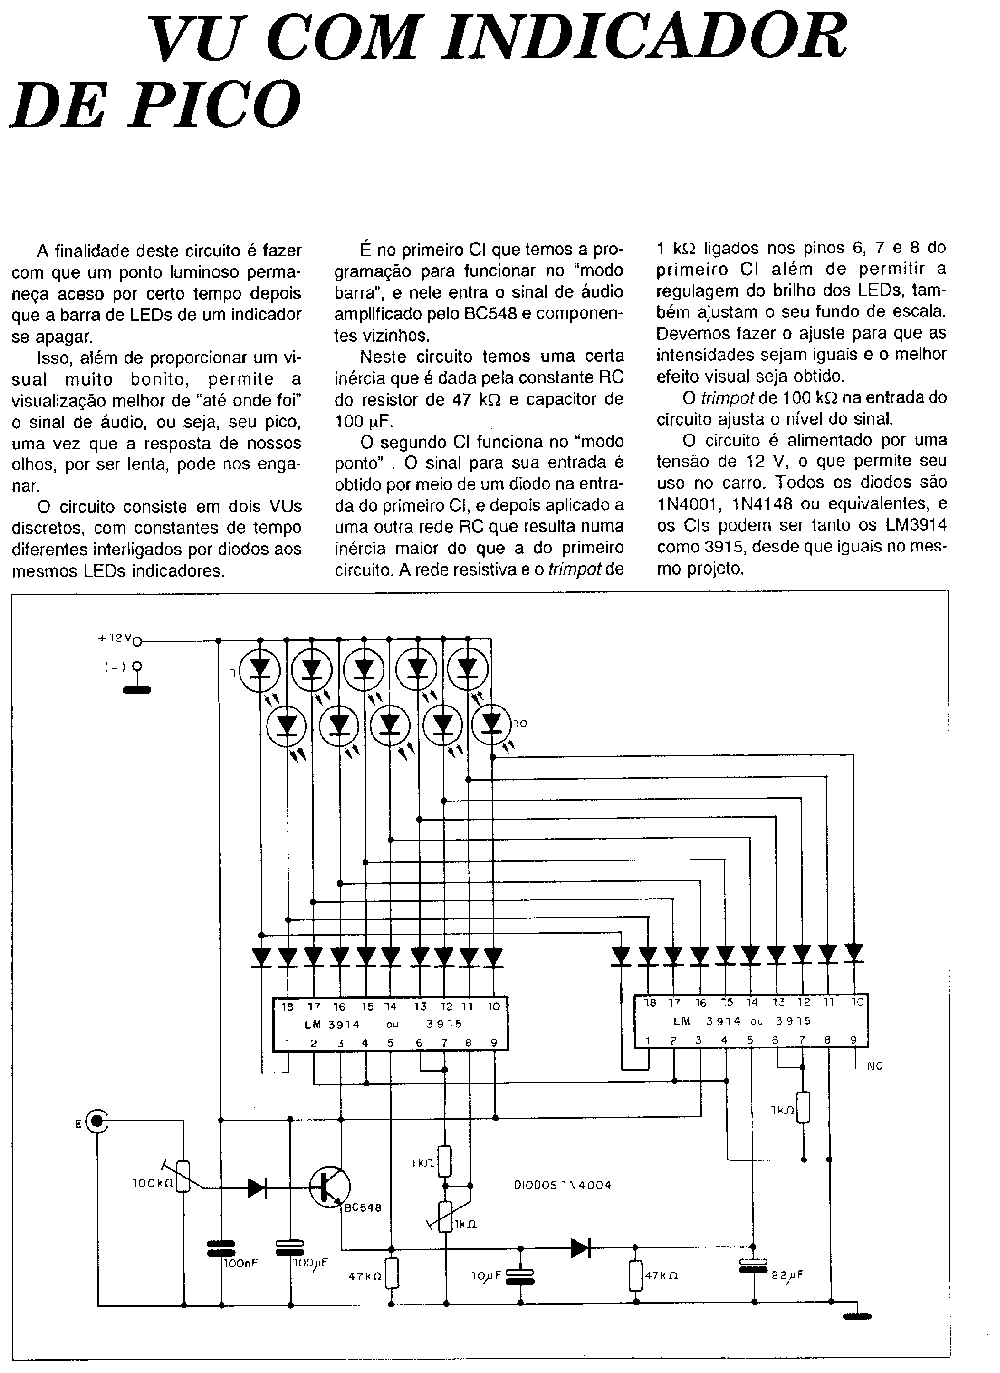 VU COM INDICADOR
DE PICO
A finalidade deste circuito é fazer
com que um ponto luminoso perma-
neça aceso por certo tempo depois
que a barra de LEDs de um indicador
se apagar.
Isso, além de proporcionar um vi-
sual muito bonito, permite a
visualização melhor de "até onde foi"
o sinal de áudio, ou seja, seu pico,
uma vez que a resposta de nossos
olhos, por ser lenta, pode nos enga-
nar.
O circuito consiste em dois VUs
discretos, com constantes de tempo
diferentes interligados por diodos aos
mesmos LEDs indicadores.
É no primeiro CI que temos a pro-
gramação para funcionar no "modo
barra", e nele entra o sinal de áudio
amplificado pelo BC548 e componen-
tes vizinhos.
Neste circuito temos uma certa
inércia que é dada pela constante RC
do resistor de 47 kΩ e capacitor de
100 µF.
O segundo CI funciona no "modo
ponto" . O sinal para sua entrada é
obtido por meio de um diodo na entra-
da do primeiro CI, e depois aplicado a
uma outra rede RC que resulta numa
inércia maior do que a do primeiro
circuito. A rede resistiva e o trimpot de
1 kΩ ligados nos pinos 6, 7 e 8 do
primeiro CI além de permitir a
regulagem do brilho dos LEDs, tam-
bém ajustam o seu fundo de escala.
Devemos fazer o ajuste para que as
intensidades sejam iguais e o melhor
efeito visual seja obtido.
O trimpot de 100 kΩ na entrada do
circuito ajusta o nível do sinal.
O circuito é alimentado por uma
tensão de 12 V, o que permite seu
uso no carro. Todos os diodos são
1N4001, 1N4148 ou equivalentes, e
os CIs podem ser tanto os LM3914
como 3915, desde que iguais no mes-
mo projeto.
+12V
(-)
1
10
18 17 16 15 14 13 12 11 10
LM 3914 ou 3915
1 2 3 4 5 6 7 8 9
18 17 16 15 14 13 12 11 10
LM 3914 ou 3915
1 2 3 4 5 6 7 8 9
NC
E
1kΩ
100kΩ
1kΩ
DIODOS 1N4004
BC548
1kΩ
100nF
100µF
47kΩ
10µF
47kΩ
22µF